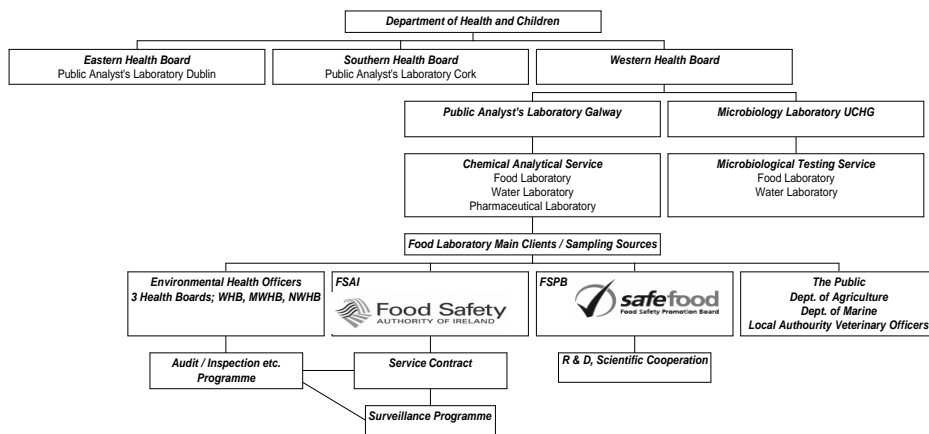 Department of Health and Children
Eastern Health Board
Public Analyst's Laboratory Dublin
Southern Health Board
Public Analyst's Laboratory Cork
Western Health Board
Public Analyst's Laboratory Galway
Microbiology Laboratory UCHG
Chemical Analytical Service
Food Laboratory
Water Laboratory
Pharmaceutical Laboratory
Microbiological Testing Service
Food Laboratory
Water Laboratory
Food Laboratory Main Clients / Sampling Sources
Environmental Health Officers
3 Health Boards; WHB, MWHB, NWHB
FSAI
Food Safety
AUTHORITY OF IRELAND
FSPB
safefood
Food Safety Promotion Board
The Public
Dept. of Agriculture
Dept. of Marine
Local Authourity Veterinary Officers
Audit / Inspection etc.
Programme
Service Contract
R & D, Scientific Cooperation
Surveillance Programme